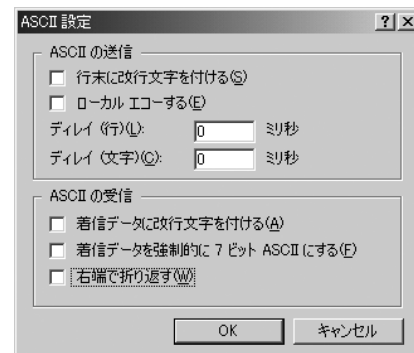 ASCII 設定
ASCII の送信
行末に改行文字を付ける(S)
ローカル エコーする(E)
ディレイ (行)(L): 0 ミリ秒
ディレイ (文字)(C): 0 ミリ秒
ASCII の受信
着信データに改行文字を付ける(A)
着信データを強制的に 7 ビット ASCII にする(F)
右端で折り返す(W)
OK キャンセル